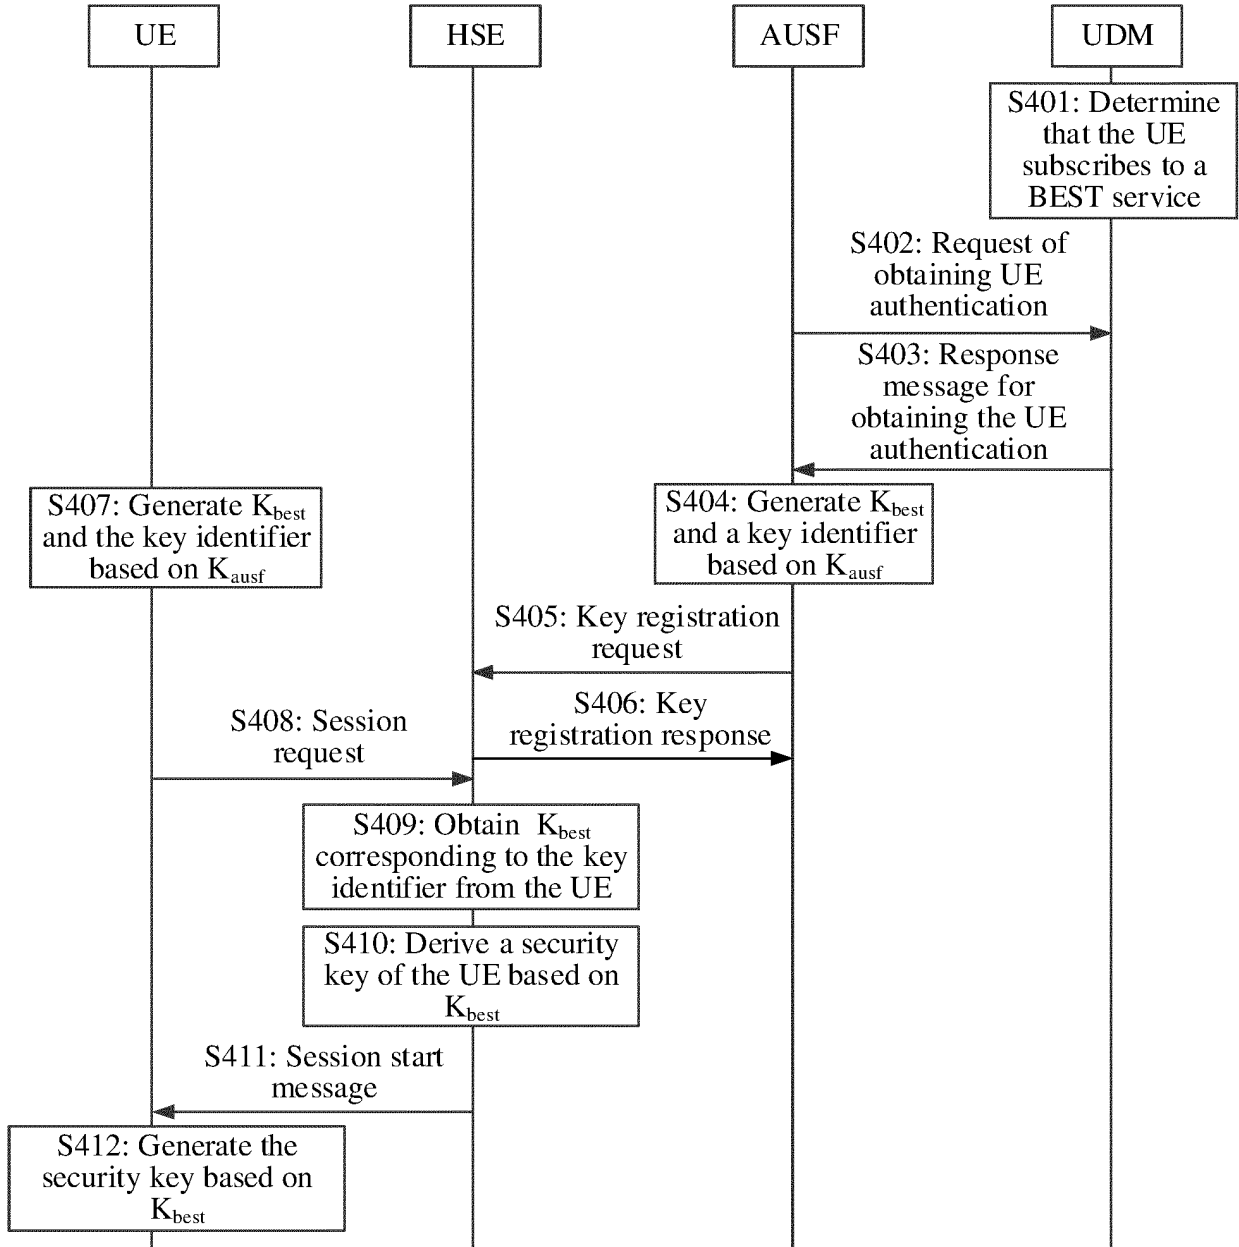 UE
HSE
AUSF
UDM
S401: Determine
that the UE
subscribes to a
BEST service
S402: Request of
obtaining UE
authentication
S403: Response
message for
obtaining the UE
authentication
S407: Generate Kbest
and the key identifier
based on Kausf
S404: Generate Kbest
and a key identifier
based on Kausf
S405: Key registration
request
S406: Key
registration response
S408: Session
request
S409: Obtain Kbest
corresponding to the key
identifier from the UE
S410: Derive a security
key of the UE based on
Kbest
S411: Session start
message
S412: Generate the
security key based on
Kbest